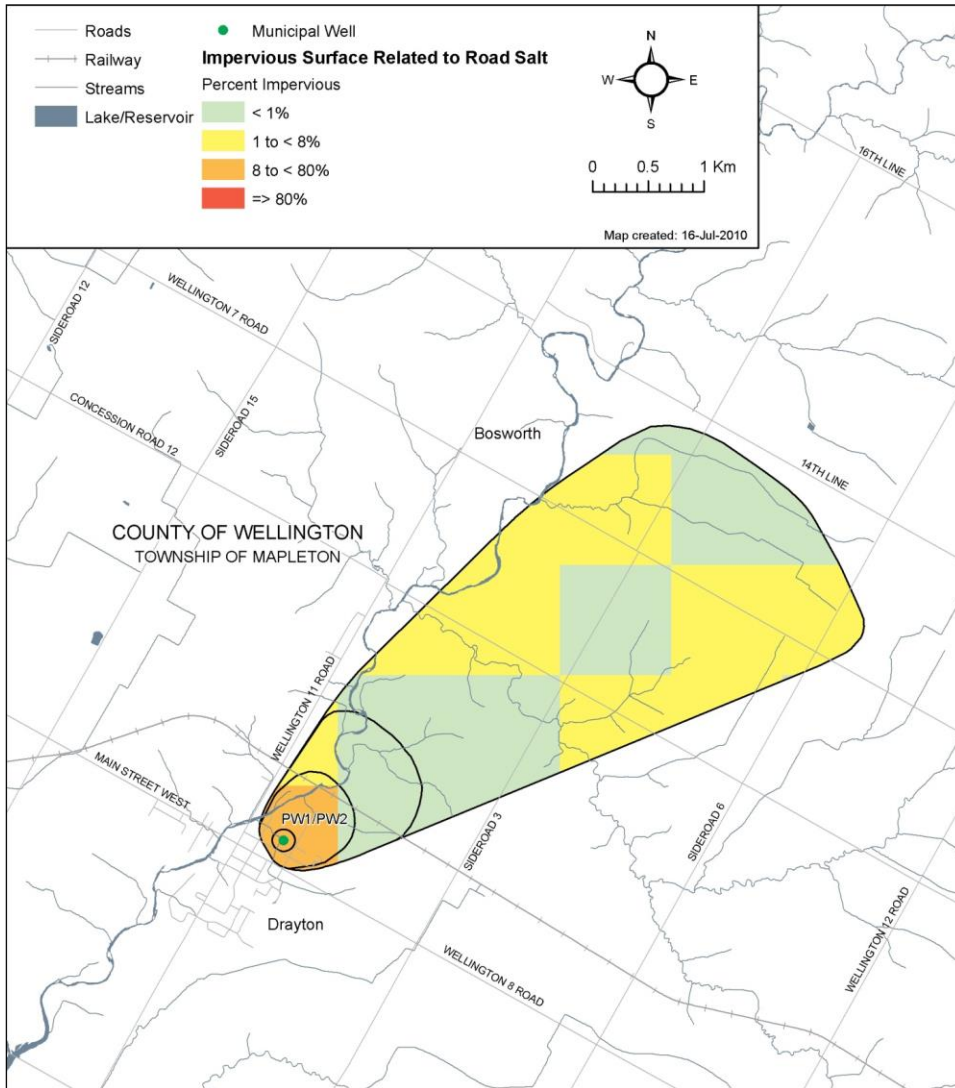 Roads
Railway
Streams
Lake/Reservoir
Municipal Well
Impervious Surface Related to Road Salt
Percent Impervious
< 1%
1 to < 8%
8 to < 80%
=> 80%
N
W E
S
0 0.5 1 Km
Map created: 16-Jul-2010
16TH LINE
SIDEROAD 12
WELLINGTON 7 ROAD
CONCESSION ROAD 12
SIDEROAD 15
Bosworth
14TH LINE
COUNTY OF WELLINGTON
TOWNSHIP OF MAPLETON
WELLINGTON 11 ROAD
MAIN STREET WEST
PW1/PW2
SIDEROAD 3
SIDEROAD 6
Drayton
WELLINGTON 8 ROAD
WELLINGTON 12 ROAD